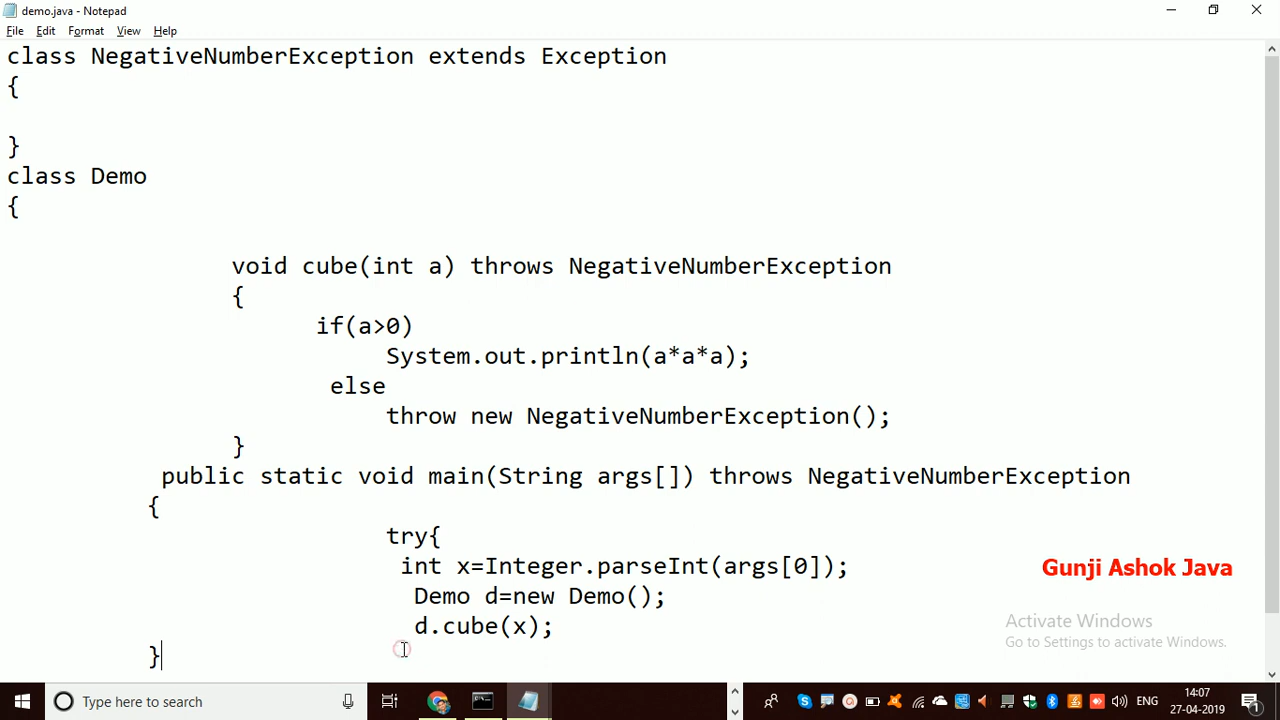 demo.java - Notepad
File Edit Format View Help
class NegativeNumberException extends Exception
{
}
class Demo
{
void cube(int a) throws NegativeNumberException
{
if(a>0)
System.out.println(a*a*a);
else
throw new NegativeNumberException();
}
public static void main(String args[]) throws NegativeNumberException
{
try{
int x=Integer.parseInt(args[0]);
Demo d=new Demo();
d.cube(x);
}
Gunji Ashok Java
Activate Windows
Go to Settings to activate Windows.
Type here to search
ENG
14:07
27-04-2019
1